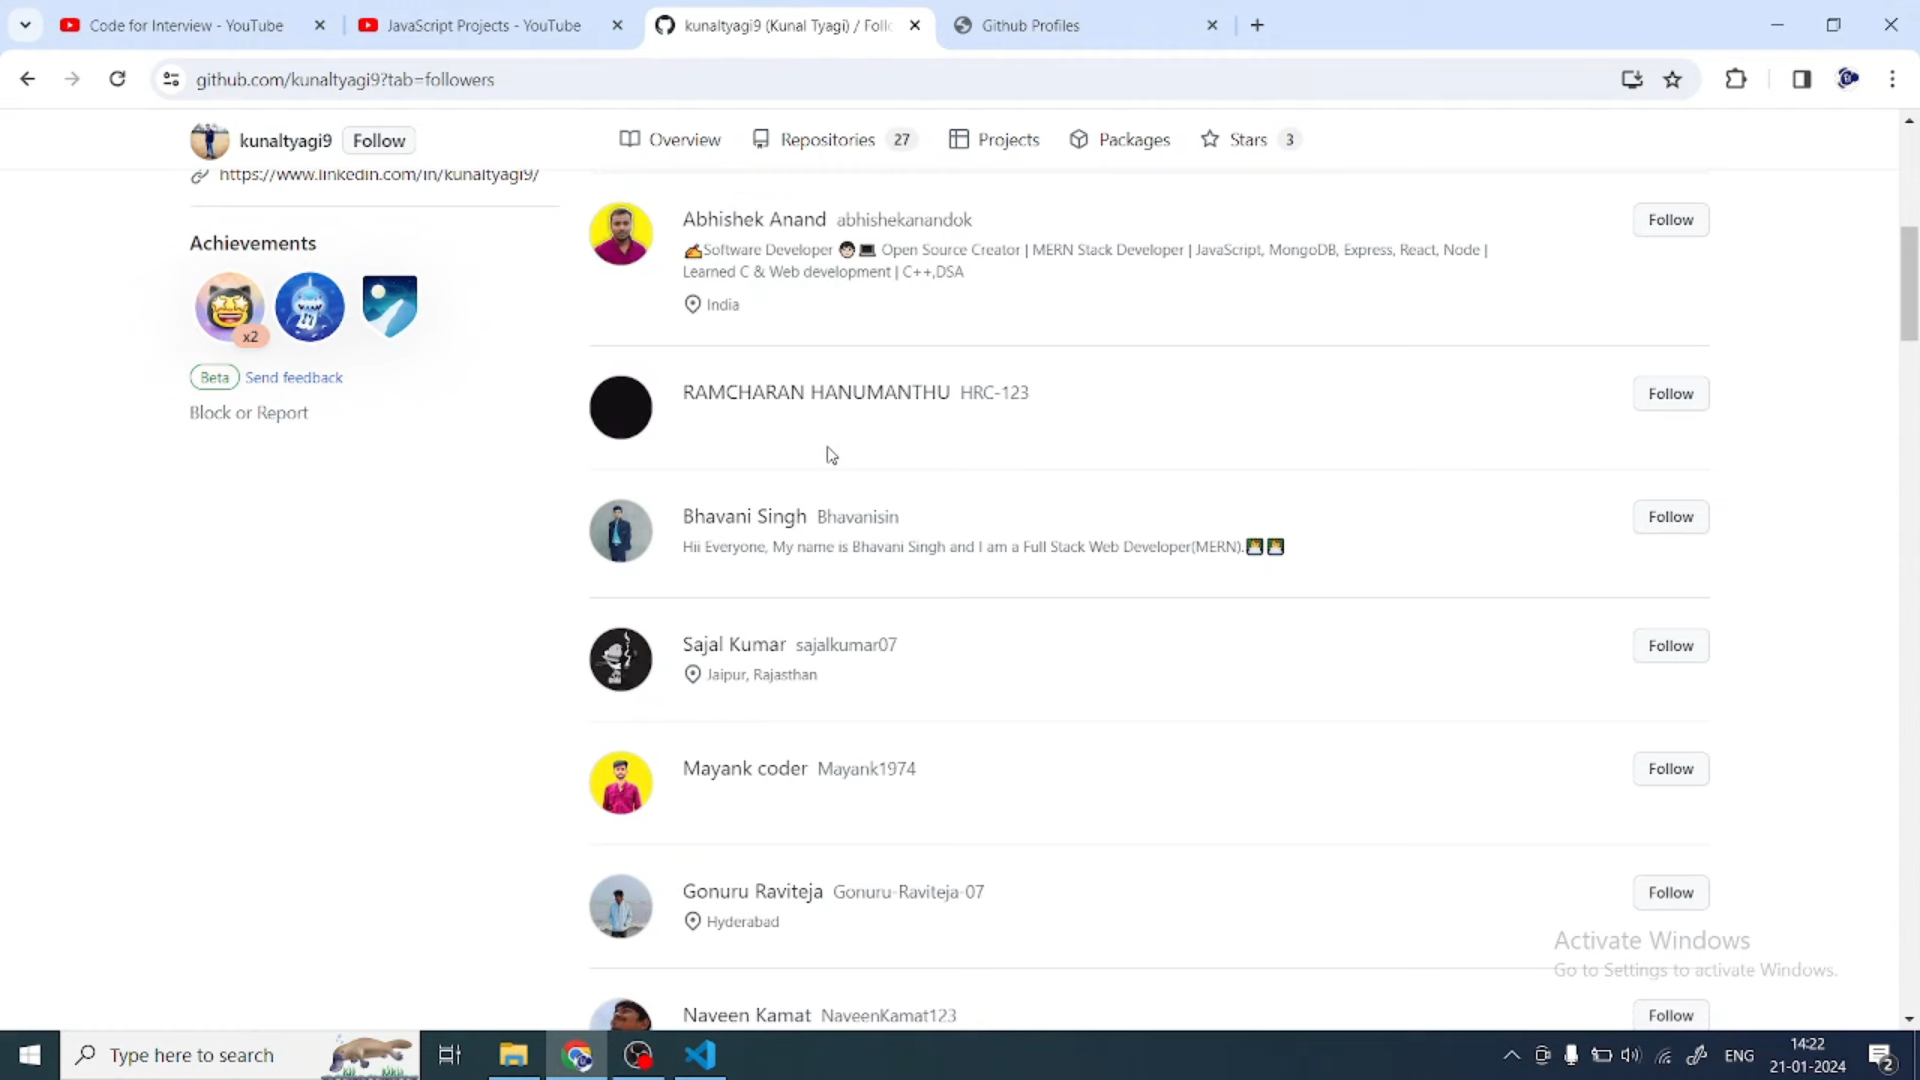 Code for Interview - YouTube
JavaScript Projects - YouTube
kunaltyagi9 (Kunal Tyagi) / Follo
Github Profiles
github.com/kunaltyagi9?tab=followers
kunaltyagi9 Follow
Overview Repositories 27 Projects Packages Stars 3
https://www.linkedin.com/in/kunaltyagi9/
Achievements
x2
Beta Send feedback
Block or Report
Abhishek Anand abhishekanandok Follow
✍️Software Developer 🧑🏻‍💻 Open Source Creator | MERN Stack Developer | JavaScript, MongoDB, Express, React, Node |
Learned C & Web development | C++,DSA
India
RAMCHARAN HANUMANTHU HRC-123 Follow
Bhavani Singh Bhavanisin Follow
Hii Everyone, My name is Bhavani Singh and I am a Full Stack Web Developer(MERN).👨‍💻👨‍💻
Sajal Kumar sajalkumar07 Follow
Jaipur, Rajasthan
Mayank coder Mayank1974 Follow
Gonuru Raviteja Gonuru-Raviteja-07 Follow
Hyderabad
Naveen Kamat NaveenKamat123 Follow
Activate Windows
Go to Settings to activate Windows.
Type here to search
ENG
14:22
21-01-2024
2